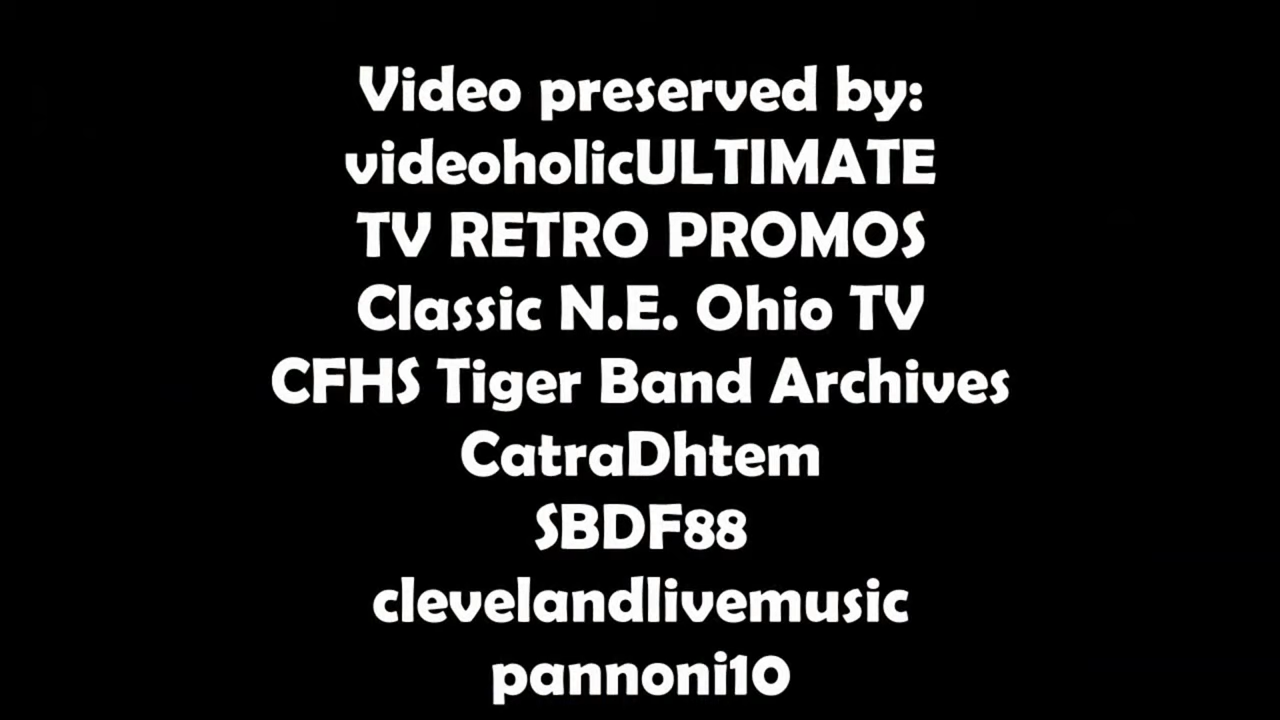 Video preserved by:
videoholicULTIMATE
TV RETRO PROMOS
Classic N.E. Ohio TV
CFHS Tiger Band Archives
CatraDhtem
SBDF88
clevelandlivemusic
pannoni10